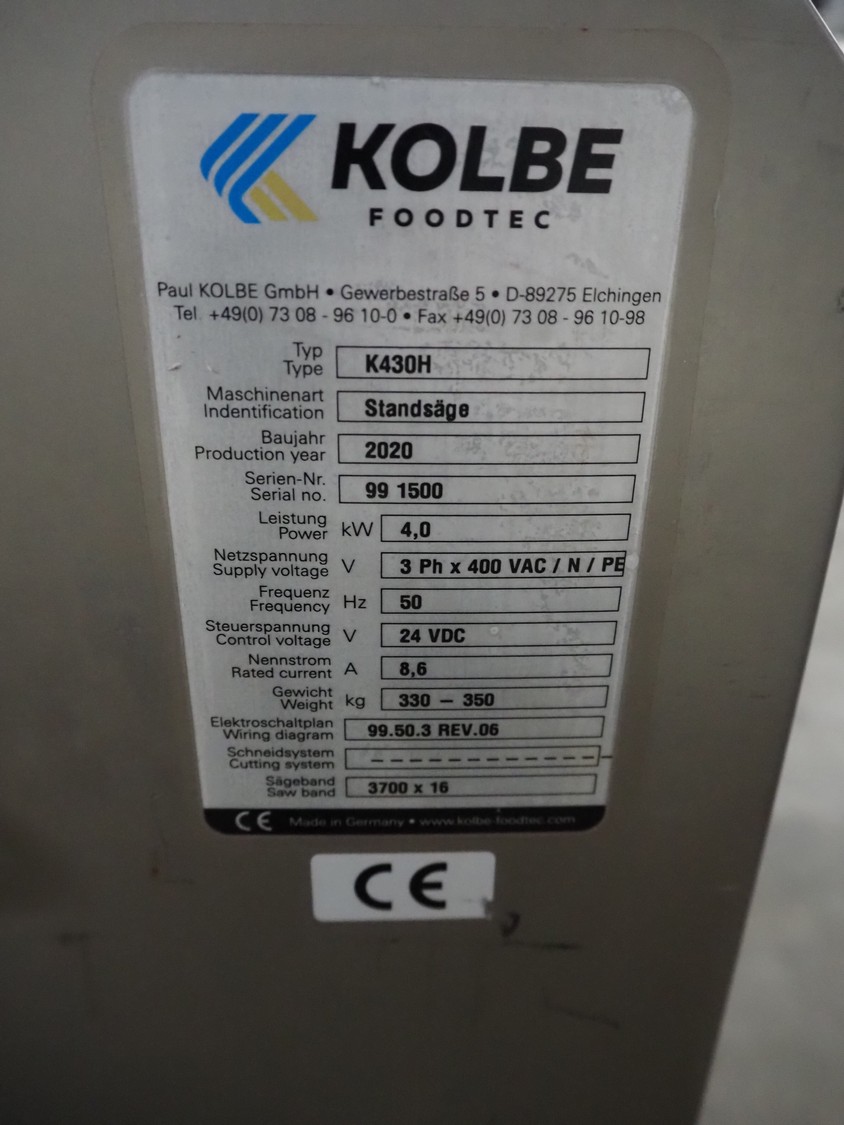 KOLBE
FOODTEC
Paul KOLBE GmbH • Gewerbestraße 5 • D-89275 Elchingen
Tel. +49(0) 73 08 - 96 10-0 • Fax +49(0) 73 08 - 96 10-98
Typ
Type K430H
Maschinenart
Indentification Standsäge
Baujahr
Production year 2020
Serien-Nr.
Serial no. 99 1500
Leistung
Power kW 4,0
Netzspannung
Supply voltage V 3 Ph x 400 VAC / N / PE
Frequenz
Frequency Hz 50
Steuerspannung
Control voltage V 24 VDC
Nennstrom
Rated current A 8,6
Gewicht
Weight kg 330 – 350
Elektroschaltplan
Wiring diagram 99.50.3 REV.06
Schneidsystem
Cutting system – – – – – – – – – – – –
Sägeband
Saw band 3700 x 16
CE Made in Germany • www.kolbe-foodtec.com
CE